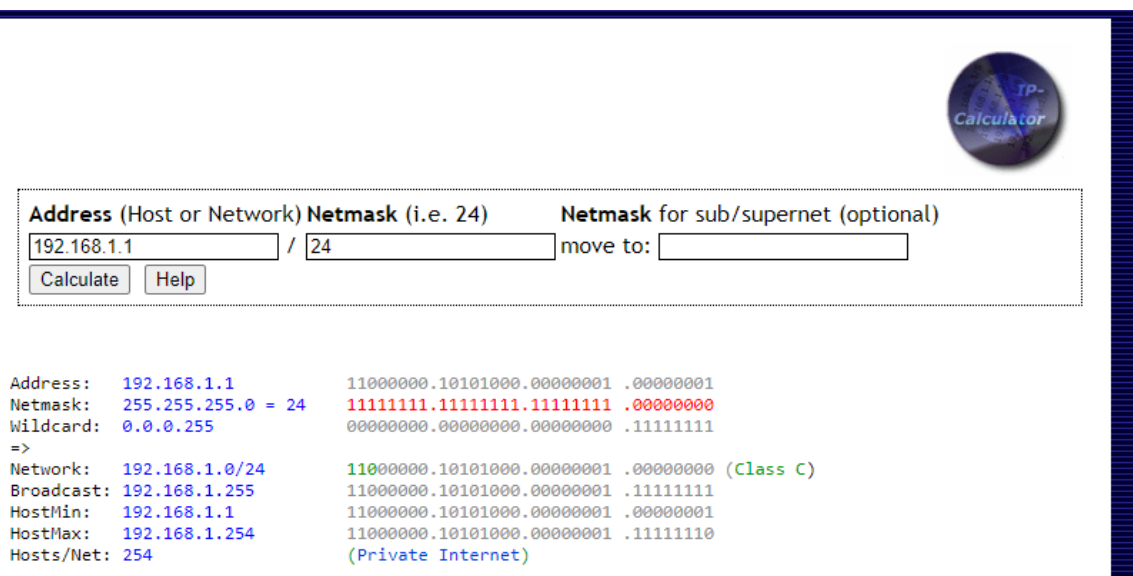 IP-
Calculator
Address (Host or Network) Netmask (i.e. 24) Netmask for sub/supernet (optional)
192.168.1.1 / 24 move to:
Calculate Help
Address: 192.168.1.1 11000000.10101000.00000001 .00000001
Netmask: 255.255.255.0 = 24 11111111.11111111.11111111 .00000000
Wildcard: 0.0.0.255 00000000.00000000.00000000 .11111111
=>
Network: 192.168.1.0/24 11000000.10101000.00000001 .00000000 (Class C)
Broadcast: 192.168.1.255 11000000.10101000.00000001 .11111111
HostMin: 192.168.1.1 11000000.10101000.00000001 .00000001
HostMax: 192.168.1.254 11000000.10101000.00000001 .11111110
Hosts/Net: 254 (Private Internet)